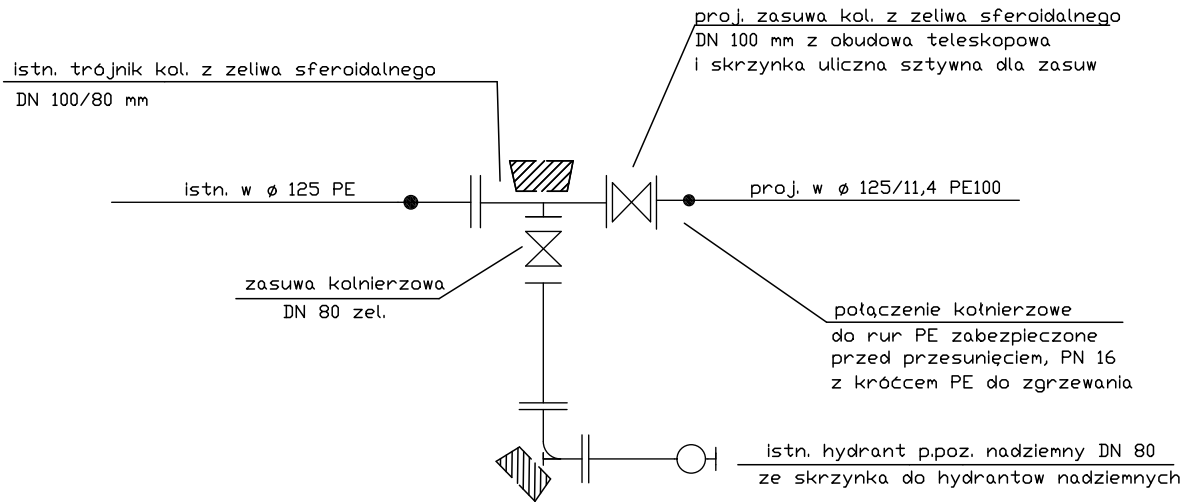 proj. zasuwa kol. z zeliwa sferoidalnego
DN 100 mm z obudowa teleskopowa
i skrzynka uliczna sztywna dla zasuw
istn. trójnik kol. z zeliwa sferoidalnego
DN 100/80 mm
istn. w ø 125 PE
proj. w ø 125/11,4 PE100
zasuwa kolnierzowa
DN 80 zel.
połączenie kołnierzowe
do rur PE zabezpieczone
przed przesunięciem, PN 16
z króćcem PE do zgrzewania
istn. hydrant p.poz. nadziemny DN 80
ze skrzynka do hydrantow nadziemnych